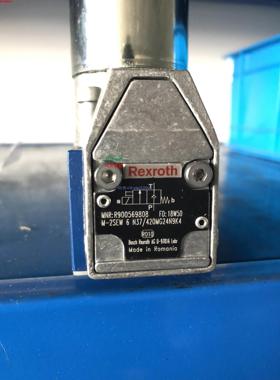 Rexroth
T
a b
P
MNR:R900569808 FD:18W50
M-2SEW 6 N37/420MG24N9K4
Bosch Rexroth AG D-97816 Lohr
Made in Romania